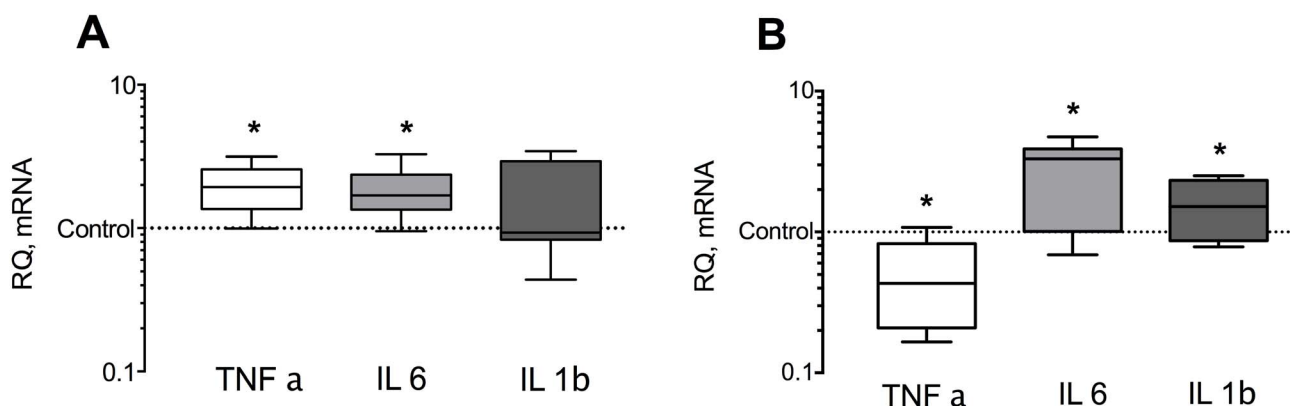 A
10
*
*
RQ, mRNA
Control
0.1
TNF a
IL 6
IL 1b
B
10
*
*
*
RQ, mRNA
Control
0.1
TNF a
IL 6
IL 1b